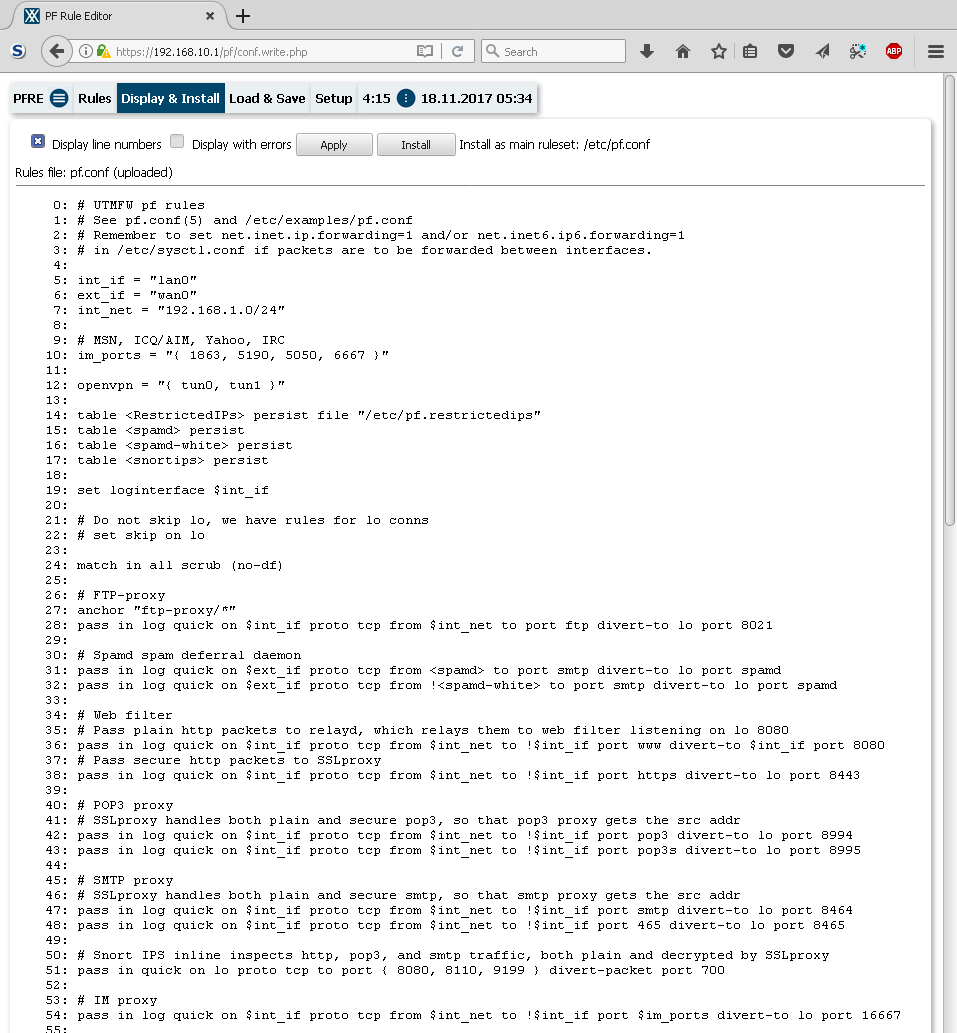 PF Rule Editor
https://192.168.10.1/pf/conf.write.php
Search
ABP
PFRE Rules Display & Install Load & Save Setup 4:15 18.11.2017 05:34
Display line numbers Display with errors Apply Install Install as main ruleset: /etc/pf.conf
Rules file: pf.conf (uploaded)
0: # UTMFW pf rules
1: # See pf.conf(5) and /etc/examples/pf.conf
2: # Remember to set net.inet.ip.forwarding=1 and/or net.inet6.ip6.forwarding=1
3: # in /etc/sysctl.conf if packets are to be forwarded between interfaces.
4:
5: int_if = "lan0"
6: ext_if = "wan0"
7: int_net = "192.168.1.0/24"
8:
9: # MSN, ICQ/AIM, Yahoo, IRC
10: im_ports = "{ 1863, 5190, 5050, 6667 }"
11:
12: openvpn = "{ tun0, tun1 }"
13:
14: table <RestrictedIPs> persist file "/etc/pf.restrictedips"
15: table <spamd> persist
16: table <spamd-white> persist
17: table <snortips> persist
18:
19: set loginterface $int_if
20:
21: # Do not skip lo, we have rules for lo conns
22: # set skip on lo
23:
24: match in all scrub (no-df)
25:
26: # FTP-proxy
27: anchor "ftp-proxy/*"
28: pass in log quick on $int_if proto tcp from $int_net to port ftp divert-to lo port 8021
29:
30: # Spamd spam deferral daemon
31: pass in log quick on $ext_if proto tcp from <spamd> to port smtp divert-to lo port spamd
32: pass in log quick on $ext_if proto tcp from !<spamd-white> to port smtp divert-to lo port spamd
33:
34: # Web filter
35: # Pass plain http packets to relayd, which relays them to web filter listening on lo 8080
36: pass in log quick on $int_if proto tcp from $int_net to !$int_if port www divert-to $int_if port 8080
37: # Pass secure http packets to SSLproxy
38: pass in log quick on $int_if proto tcp from $int_net to !$int_if port https divert-to lo port 8443
39:
40: # POP3 proxy
41: # SSLproxy handles both plain and secure pop3, so that pop3 proxy gets the src addr
42: pass in log quick on $int_if proto tcp from $int_net to !$int_if port pop3 divert-to lo port 8994
43: pass in log quick on $int_if proto tcp from $int_net to !$int_if port pop3s divert-to lo port 8995
44:
45: # SMTP proxy
46: # SSLproxy handles both plain and secure smtp, so that smtp proxy gets the src addr
47: pass in log quick on $int_if proto tcp from $int_net to !$int_if port smtp divert-to lo port 8464
48: pass in log quick on $int_if proto tcp from $int_net to !$int_if port 465 divert-to lo port 8465
49:
50: # Snort IPS inline inspects http, pop3, and smtp traffic, both plain and decrypted by SSLproxy
51: pass in quick on lo proto tcp to port { 8080, 8110, 9199 } divert-packet port 700
52:
53: # IM proxy
54: pass in log quick on $int_if proto tcp from $int_net to !$int_if port $im_ports divert-to lo port 16667
55: